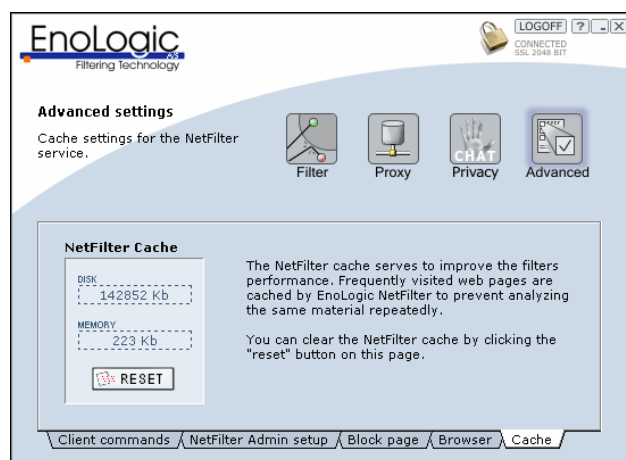 EnoLogic A/S
Filtering Technology
LOGOFF ? - X
CONNECTED
SSL 2048 BIT
Advanced settings
Cache settings for the NetFilter
service.
CHAT
Filter Proxy Privacy Advanced
NetFilter Cache
DISK
142852 Kb
MEMORY
223 Kb
RESET
The NetFilter cache serves to improve the filters
performance. Frequently visited web pages are
cached by EnoLogic NetFilter to prevent analyzing
the same material repeatedly.
You can clear the NetFilter cache by clicking the
"reset" button on this page.
Client commands NetFilter Admin setup Block page Browser Cache